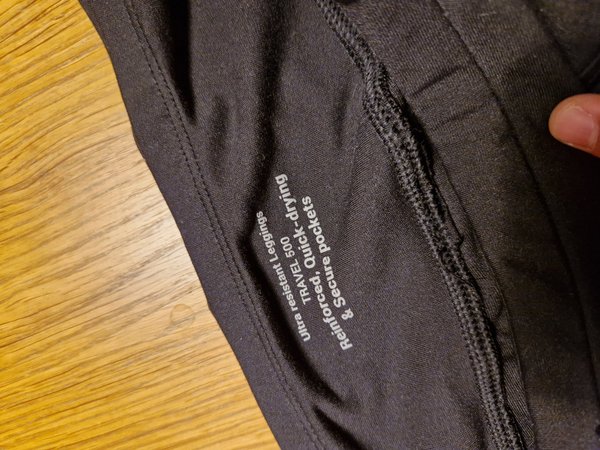 Ultra resistant Leggings
TRAVEL 500
Reinforced, Quick-drying
& Secure pockets